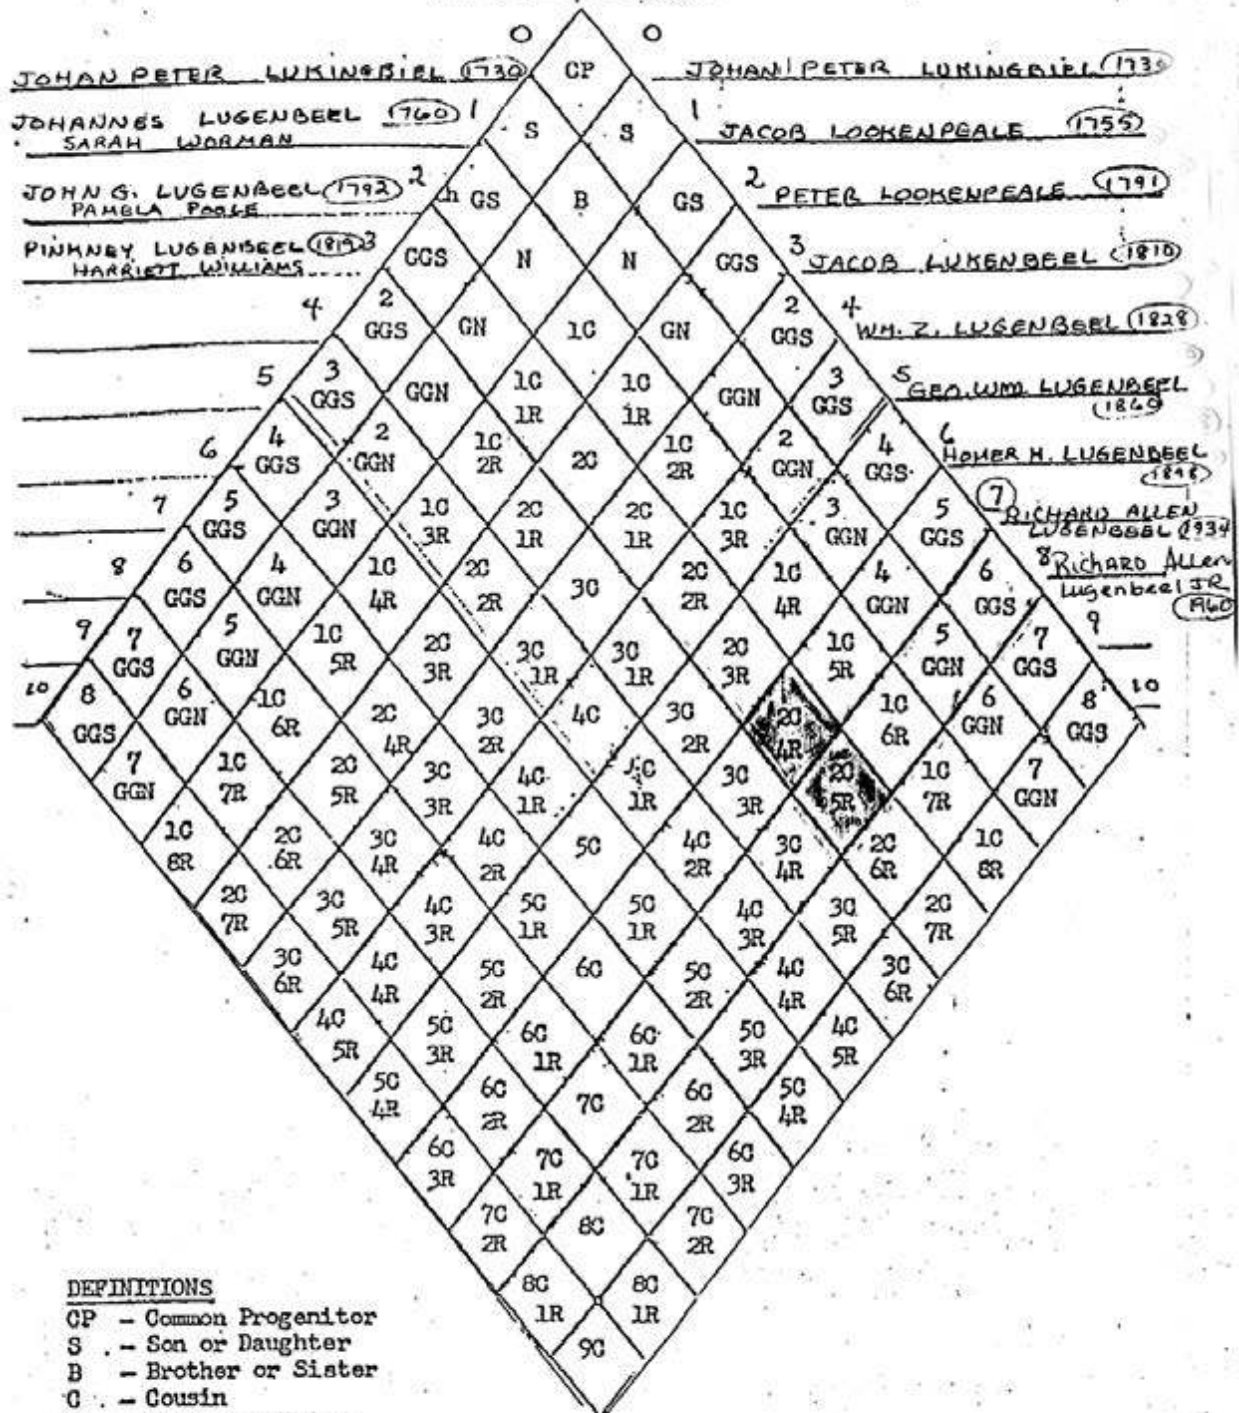 0 0
JOHAN PETER LUKINGBIEL 1730 CP JOHAN PETER LUKINGBIEL
JOHANNES LUGENBEEL 1760 1 S S 1 JACOB LOOKENPEALE 1755
SARAH WORMAN
JOHN G. LUGENBEEL 1792 2 GS B GS 2 PETER LOOKENPEALE 1791
PAMELA POOLE
PINKNEY LUGENBEEL 1819 3 GGS N N GGS 3 JACOB LUKENBEEL 1810
HARRIETT WILLIAMS
4 2 GGS GN 1C GN 2 GGS 4 WM. Z. LUGENBEEL 1828
5 3 GGS GGN 1C 1R 1C 1R GGN 3 GGS 5 GEO. WM. LUGENBEEL
6 4 GGS 2 GGN 1C 2R 2C 1C 2R 2 GGN 4 GGS 6 HOMER H. LUGENBEEL
1898
7 5 GGS 3 GGN 1C 3R 2C 1R 2C 1R 1C 3R 3 GGN 5 GGS 7 RICHARD ALLEN
LUGENBEEL 1934
8 6 GGS 4 GGN 1C 4R 2C 2R 3C 2C 2R 1C 4R 4 GGN 6 GGS 8 Richard Allen
Lugenbeel JR
1960
9 7 GGS 5 GGN 1C 5R 2C 3R 3C 1R 3C 1R 2C 3R 1C 5R 5 GGN 7 GGS 9
10 8 GGS 6 GGN 1C 6R 2C 4R 3C 2R 4C 3C 2R 2C 4R 1C 6R 6 GGN 8 GGS 10
7 GGN 1C 7R 2C 5R 3C 3R 4C 1R 1R 3C 3R 2C 5R 1C 7R 7 GGN
1C 8R 2C 6R 3C 4R 4C 2R 5C 4C 2R 3C 4R 2C 6R 1C 8R
2C 7R 3C 5R 4C 3R 5C 1R 5C 1R 4C 3R 3C 5R 2C 7R
3C 6R 4C 4R 5C 2R 6C 5C 2R 4C 4R 3C 6R
4C 5R 5C 3R 6C 1R 6C 1R 5C 3R 4C 5R
5C 4R 6C 2R 7C 6C 2R 5C 4R
6C 3R 7C 1R 7C 1R 6C 3R
7C 2R 8C 7C 2R
8C 1R 8C 1R
9C
DEFINITIONS
CP - Common Progenitor
S - Son or Daughter
B - Brother or Sister
C - Cousin